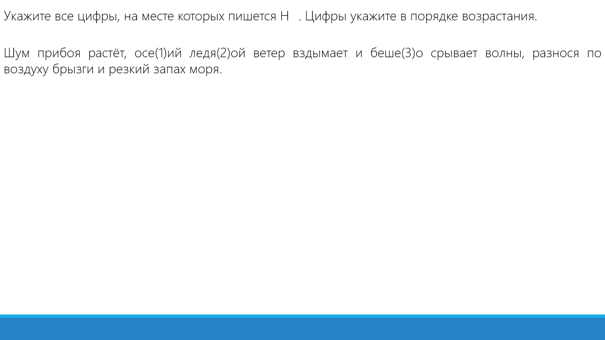 Укажите все цифры, на месте которых пишется Н . Цифры укажите в порядке возрастания.
Шум прибоя растёт, осе(1)ий ледя(2)ой ветер вздымает и беше(3)о срывает волны, разнося по
воздуху брызги и резкий запах моря.